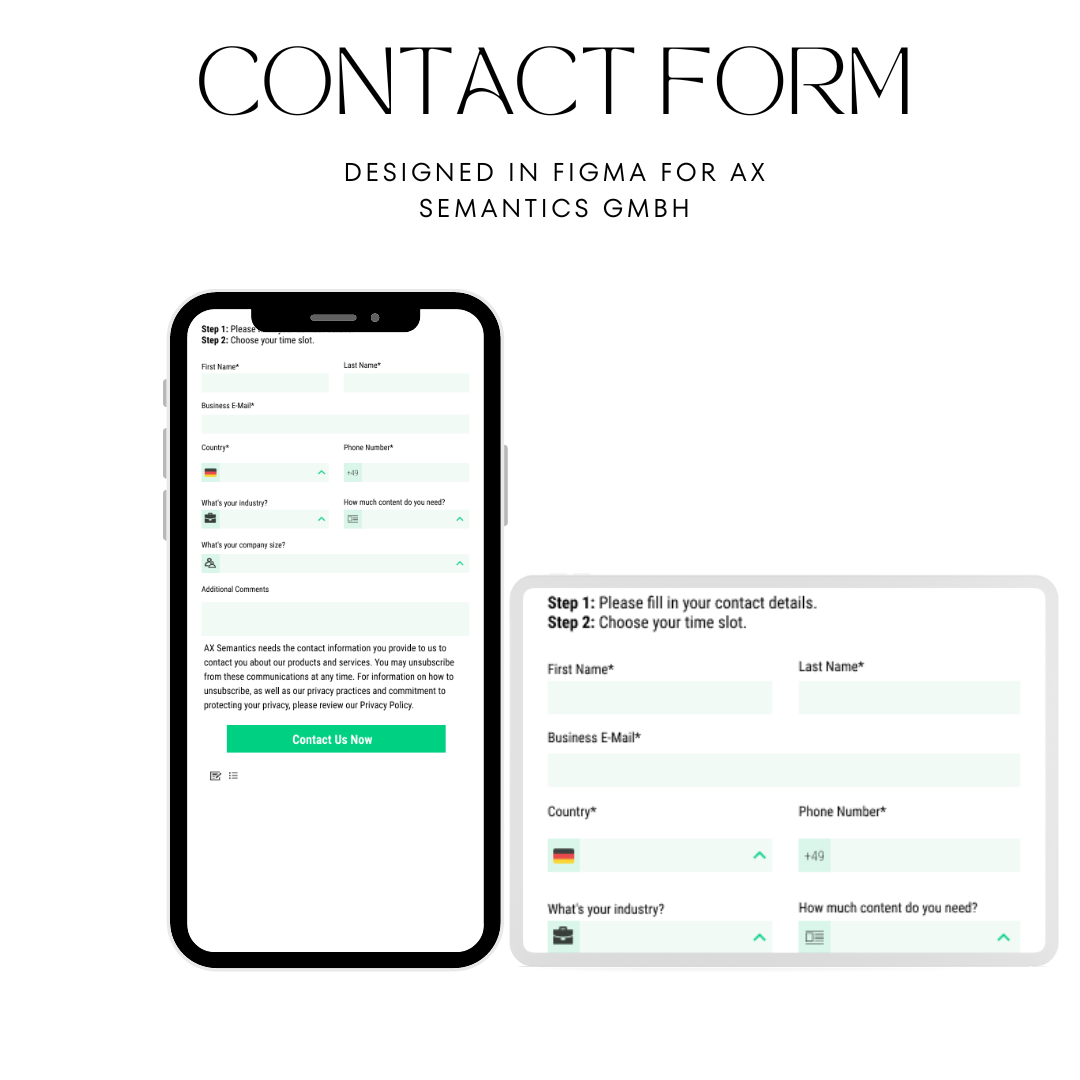 CONTACT FORM
DESIGNED IN FIGMA FOR AX
SEMANTICS GMBH
Step 1: Please
Step 2: Choose your time slot.
First Name*
Last Name*
Business E-Mail*
Country*
Phone Number*
+49
What's your industry?
How much content do you need?
What's your company size?
Additional Comments
AX Semantics needs the contact information you provide to us to
contact you about our products and services. You may unsubscribe
from these communications at any time. For information on how to
unsubscribe, as well as our privacy practices and commitment to
protecting your privacy, please review our Privacy Policy.
Contact Us Now
Step 1: Please fill in your contact details.
Step 2: Choose your time slot.
First Name*
Last Name*
Business E-Mail*
Country*
Phone Number*
+49
What's your industry?
How much content do you need?